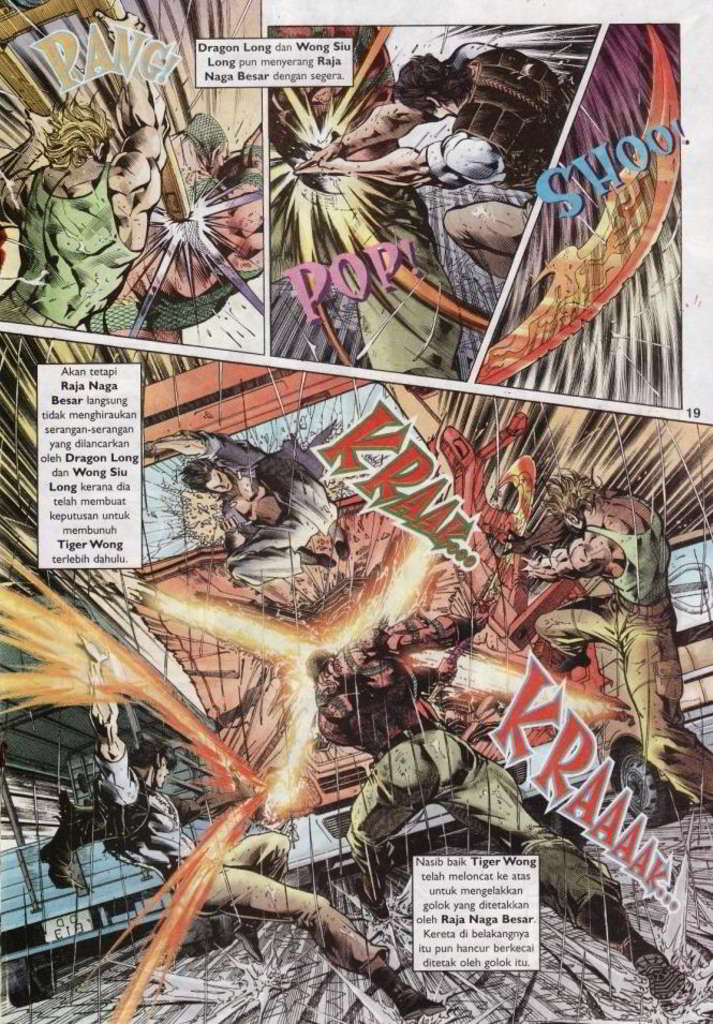 PANG!
Dragon Long dan Wong Siu
Long pun menyerang Raja
Naga Besar dengan segera.
POP!
SHOO!
Akan tetapi
Raja Naga
Besar langsung
tidak menghiraukan
serangan-serangan
yang dilancarkan
oleh Dragon Long
dan Wong Siu
Long kerana dia
telah membuat
keputusan untuk
membunuh
Tiger Wong
terlebih dahulu.
19
KRAAK...
KRAAAAK...
Nasib baik Tiger Wong
telah meloncat ke atas
untuk mengelakkan
golok yang ditetakkan
oleh Raja Naga Besar.
Kereta di belakangnya
itu pun hancur berkecai
ditetak oleh golok itu.